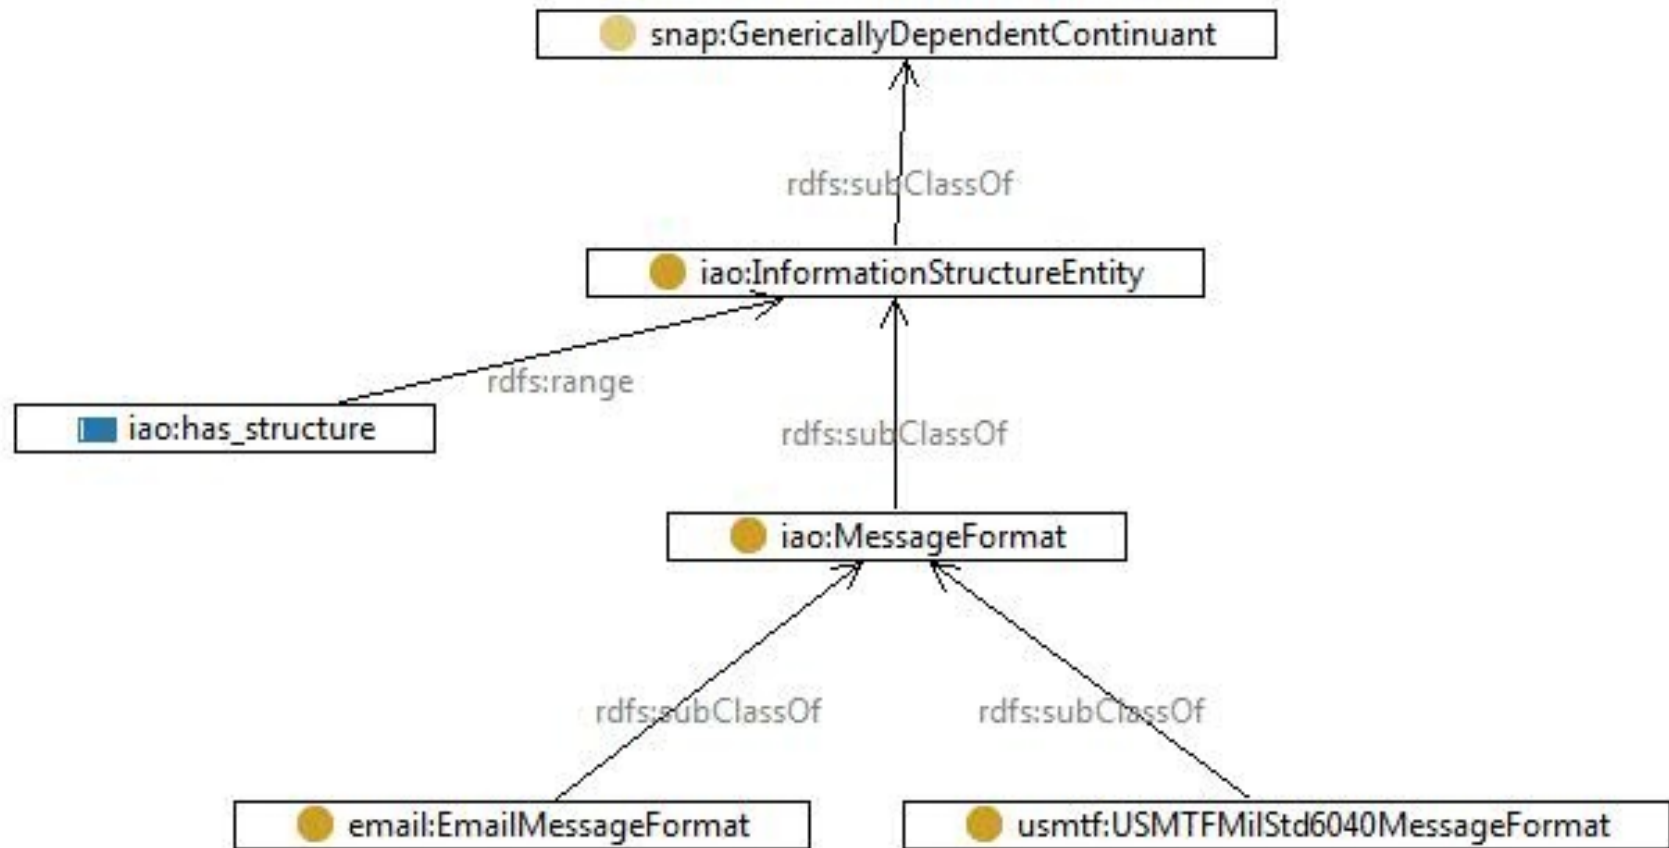 snap:GenericallyDependentContinuant
rdfs:subClassOf
iao:InformationStructureEntity
rdfs:range
iao:has_structure
rdfs:subClassOf
iao:MessageFormat
rdfs:subClassOf
rdfs:subClassOf
email:EmailMessageFormat
usmtf:USMTFMilStd6040MessageFormat